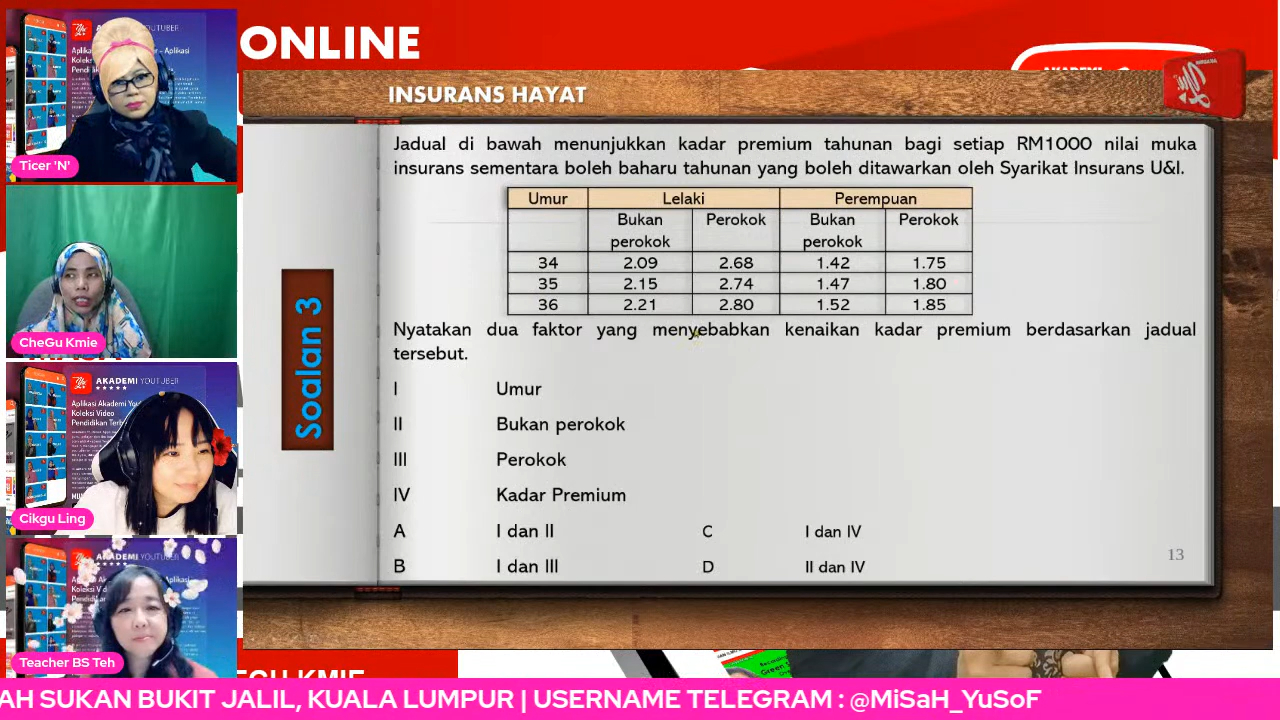 ONLINE
AKADEMI
INSURANS HAYAT
Soalan 3
Jadual di bawah menunjukkan kadar premium tahunan bagi setiap RM1000 nilai muka
insurans sementara boleh baharu tahunan yang boleh ditawarkan oleh Syarikat Insurans U&I.
Umur Lelaki Perempuan
Bukan perokok Perokok Bukan perokok Perokok
34 2.09 2.68 1.42 1.75
35 2.15 2.74 1.47 1.80
36 2.21 2.80 1.52 1.85
Nyatakan dua faktor yang menyebabkan kenaikan kadar premium berdasarkan jadual
tersebut.
I Umur
II Bukan perokok
III Perokok
IV Kadar Premium
A I dan II C I dan IV
B I dan III D II dan IV
13
Ticer 'N'
CheGu Kmie
AKADEMI YOUTUBER
Cikgu Ling
Teacher BS Teh
AH SUKAN BUKIT JALIL, KUALA LUMPUR | USERNAME TELEGRAM : @MiSaH_YuSoF